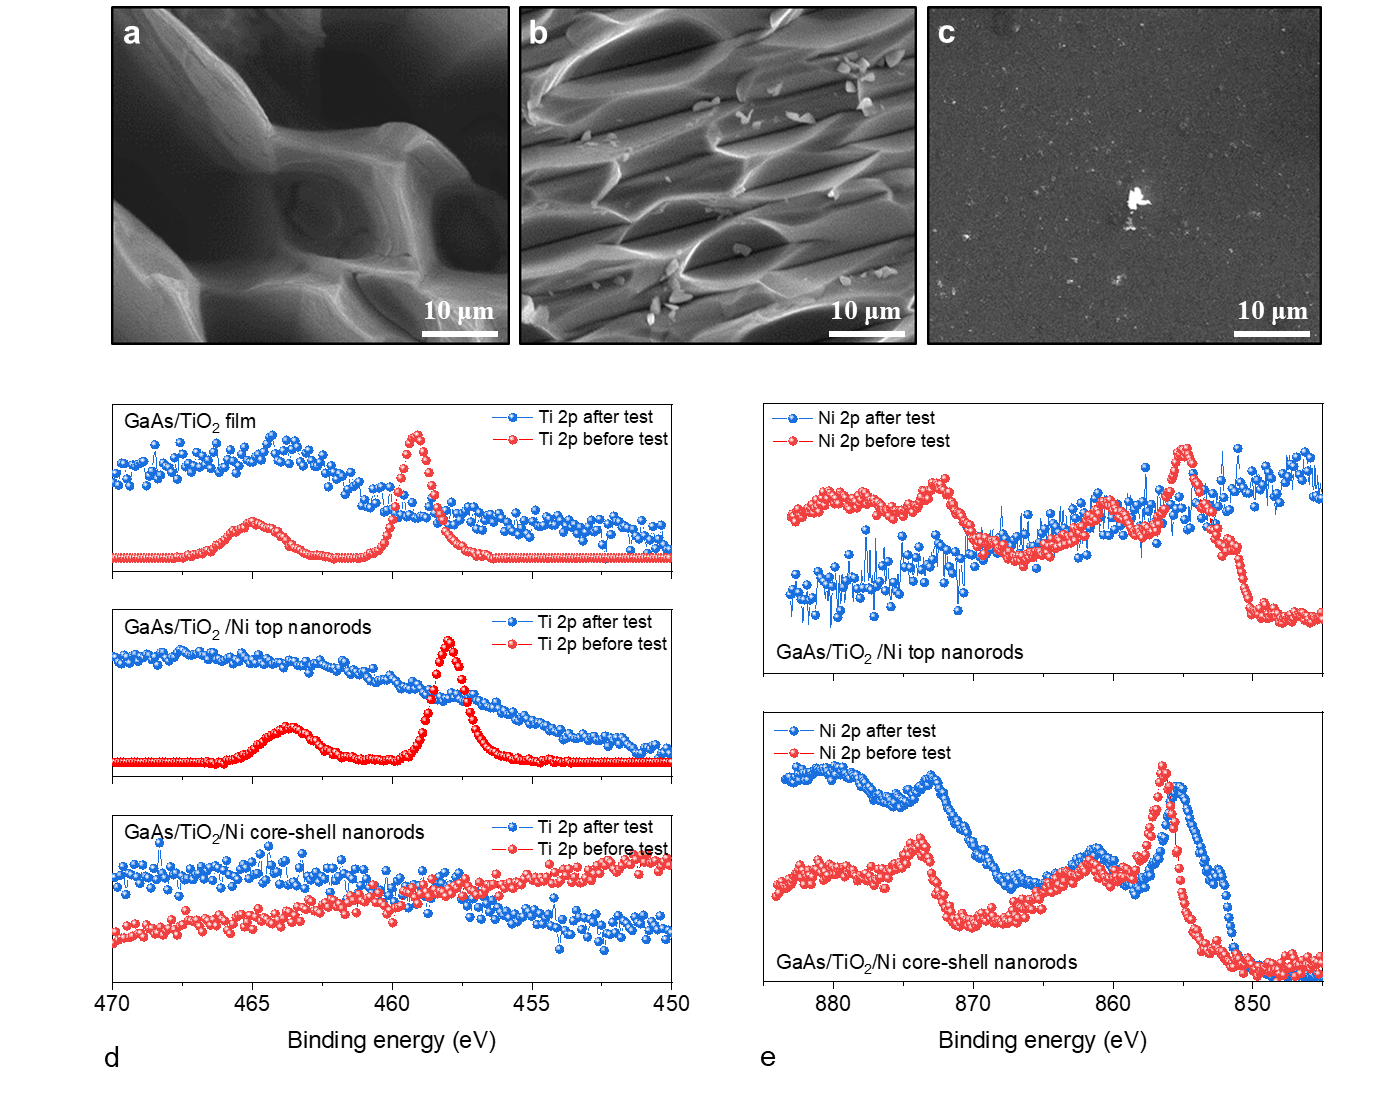 a
b
c
10 µm
10 µm
10 µm
GaAs/TiO2 film
Ti 2p after test
Ti 2p before test
GaAs/TiO2 /Ni top nanorods
Ti 2p after test
Ti 2p before test
GaAs/TiO2/Ni core-shell nanorods
Ti 2p after test
Ti 2p before test
470 465 460 455 450
Binding energy (eV)
d
Ni 2p after test
Ni 2p before test
GaAs/TiO2 /Ni top nanorods
Ni 2p after test
Ni 2p before test
GaAs/TiO2/Ni core-shell nanorods
880 870 860 850
Binding energy (eV)
e